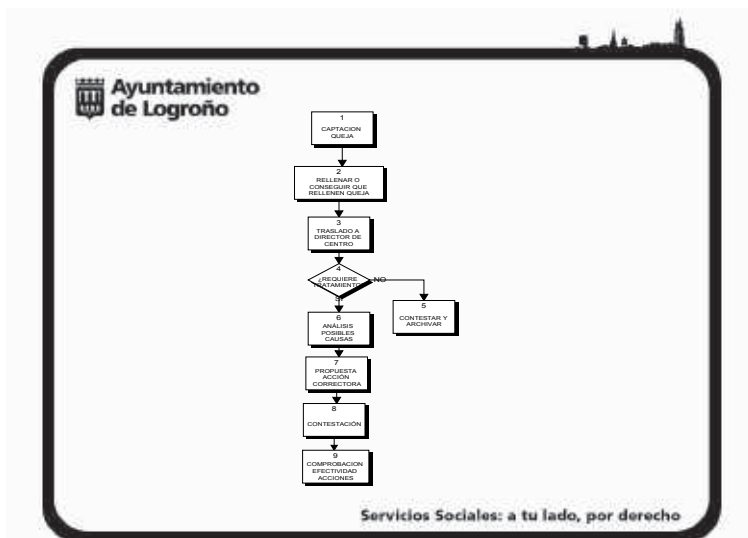 Ayuntamiento
de Logroño
1
CAPTACION
QUEJA
2
RELLENAR O
CONSEGUIR QUE
RELLENEN QUEJA
3
TRASLADO A
DIRECTOR DE
CENTRO
4
¿REQUIERE
TRATAMIENTO
NO
SI
5
CONTESTAR Y
ARCHIVAR
6
ANÁLISIS
POSIBLES
CAUSAS
7
PROPUESTA
ACCIÓN
CORRECTORA
8
CONTESTACIÓN
9
COMPROBACION
EFECTIVIDAD
ACCIONES
Servicios Sociales: a tu lado, por derecho